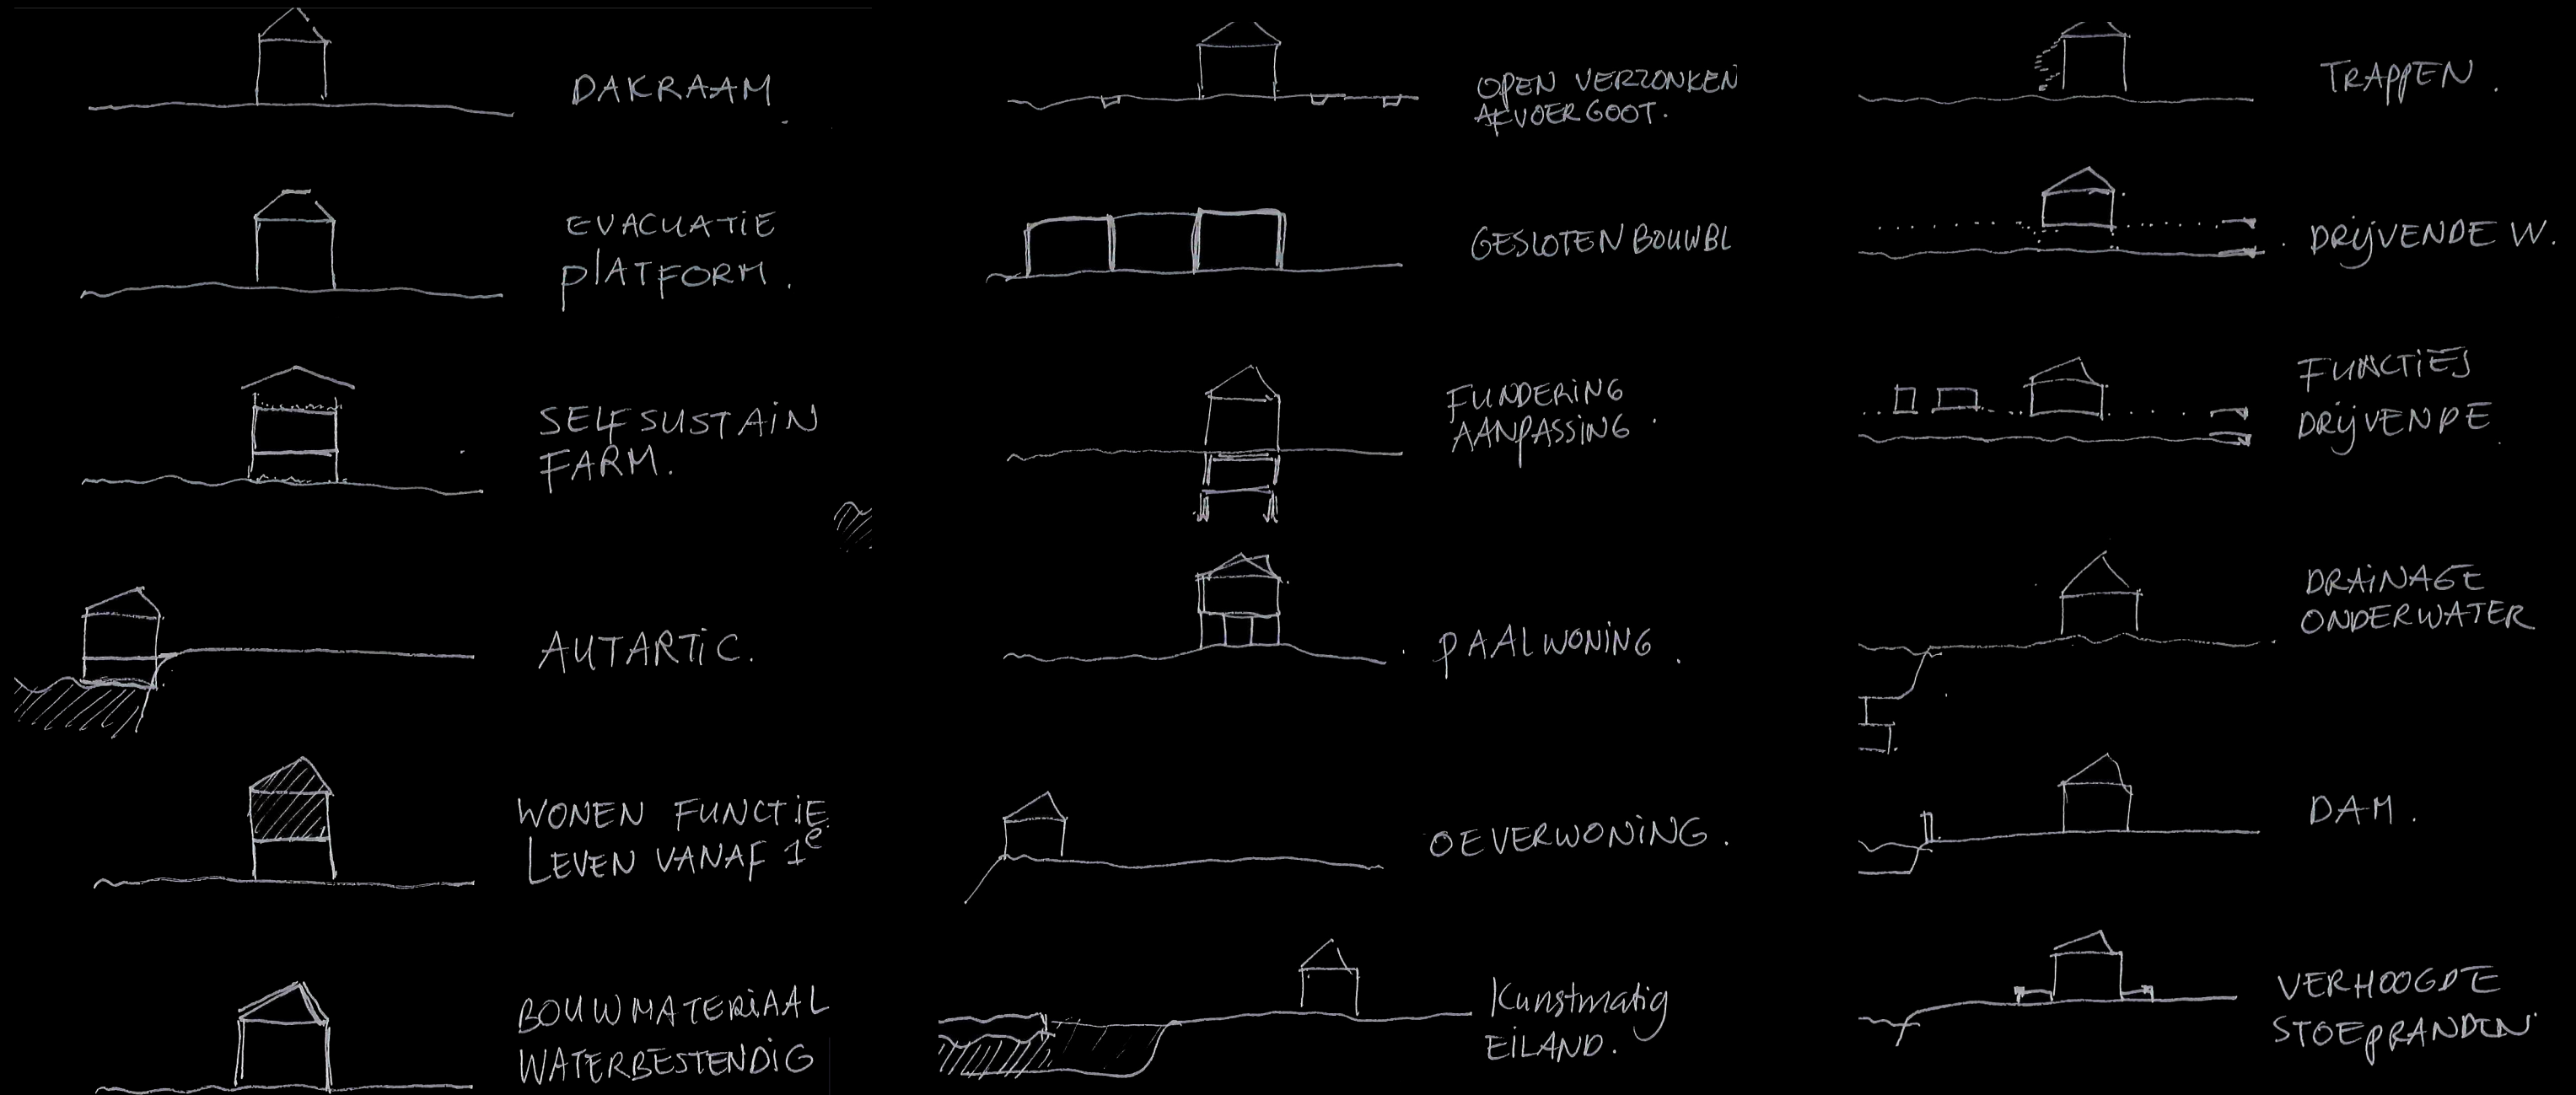 DAKRAAM.
EVACUATIE
PLATFORM.
SELFSUSTAIN
FARM.
AUTARTIC.
WONEN FUNCTIE.
LEVEN VANAF 1e
BOUWMATERIAAL
WATERBESTENDIG
OPEN VERZONKEN
AFVOERGOOT.
GESLOTEN BOUWBL
FUNDERING
AANPASSING.
PAALWONING.
OEVERWONING.
Kunstmatig
EILAND.
TRAPPEN.
DRIJVENDE W.
FUNCTIES
DRIJVENDE.
DRAINAGE
ONDERWATER
DAM.
VERHOOGDE
STOEPRANDEN